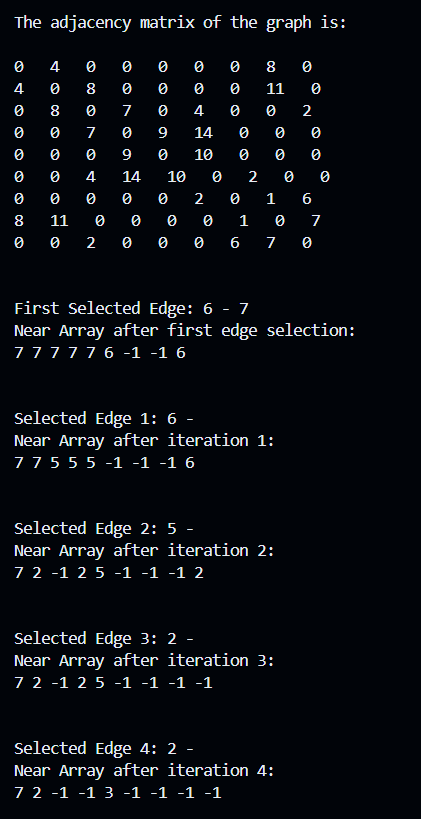 The adjacency matrix of the graph is:
0 4 0 0 0 0 0 8 0
4 0 8 0 0 0 0 11 0
0 8 0 7 0 4 0 0 2
0 0 7 0 9 14 0 0 0
0 0 0 9 0 10 0 0 0
0 0 4 14 10 0 2 0 0
0 0 0 0 0 2 0 1 6
8 11 0 0 0 0 1 0 7
0 0 2 0 0 0 6 7 0
First Selected Edge: 6 - 7
Near Array after first edge selection:
7 7 7 7 7 6 -1 -1 6
Selected Edge 1: 6 -
Near Array after iteration 1:
7 7 5 5 5 -1 -1 -1 6
Selected Edge 2: 5 -
Near Array after iteration 2:
7 2 -1 2 5 -1 -1 -1 2
Selected Edge 3: 2 -
Near Array after iteration 3:
7 2 -1 2 5 -1 -1 -1 -1
Selected Edge 4: 2 -
Near Array after iteration 4:
7 2 -1 -1 3 -1 -1 -1 -1